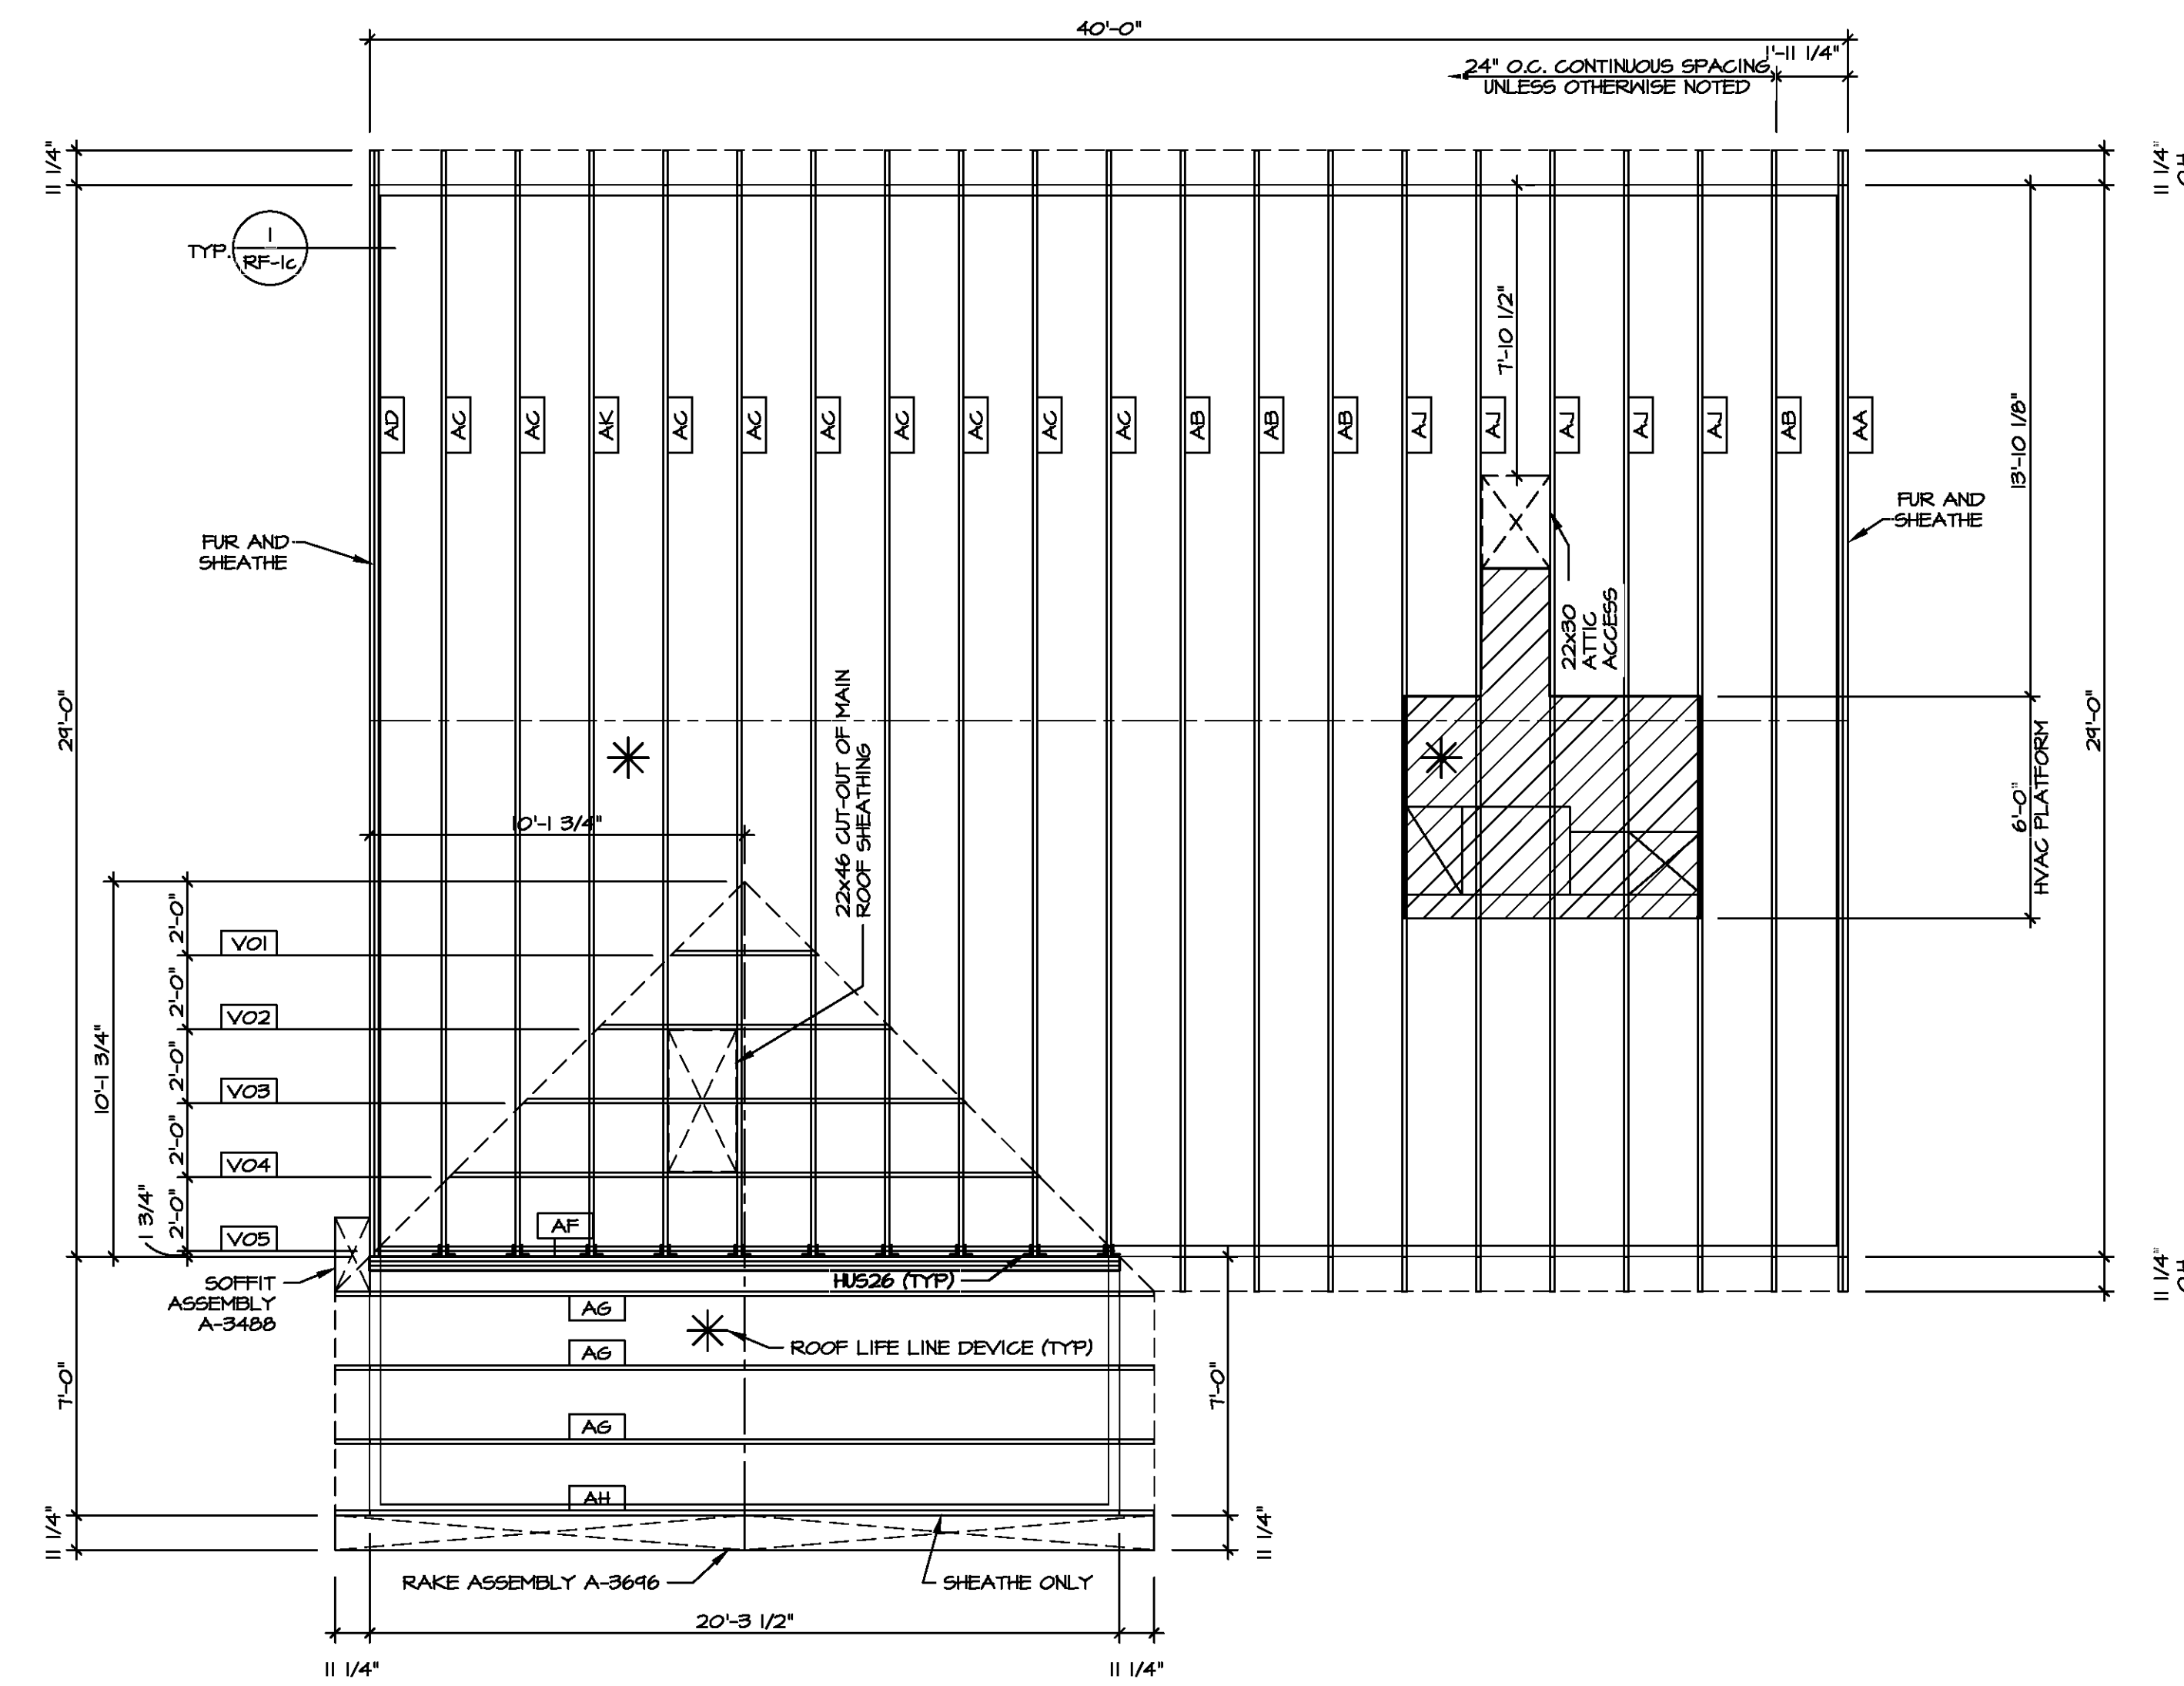 40'-0"
1'-11 1/4"
24" O.C. CONTINUOUS SPACING
UNLESS OTHERWISE NOTED
11 1/4"
11 1/4"
TYP.
1
RF-1c
7'-10 1/2"
AD
AC
AC
AK
AC
AC
AC
AC
AC
AC
AC
AB
AB
AB
AJ
AJ
AJ
AJ
AJ
AB
AA
13'-10 1/8"
FUR AND
SHEATHE
FUR AND
SHEATHE
22x30
ATTIC
ACCESS
29'-0"
29'-0"
22x46 CUT-OUT OF MAIN
ROOF SHEATHING
6'-0"
HVAC PLATFORM
10'-1 3/4"
10'-1 3/4"
2'-0"
V01
2'-0"
V02
2'-0"
V03
2'-0"
V04
2'-0"
V05
1 3/4"
AF
SOFFIT
ASSEMBLY
A-3488
HUS26 (TYP)
11 1/4"
AG
ROOF LIFE LINE DEVICE (TYP)
AG
7'-0"
7'-0"
AG
AH
11 1/4"
11 1/4"
RAKE ASSEMBLY A-3696
SHEATHE ONLY
20'-3 1/2"
11 1/4"
11 1/4"